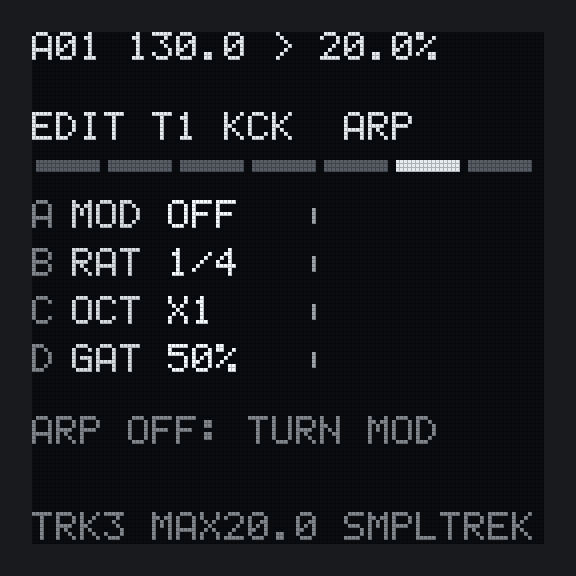 A01 130.0 > 20.0%
EDIT T1 KCK ARP
A MOD OFF
B RAT 1/4
C OCT X1
D GAT 50%
ARP OFF: TURN MOD
TRK3 MAX20.0 SMPLTREK